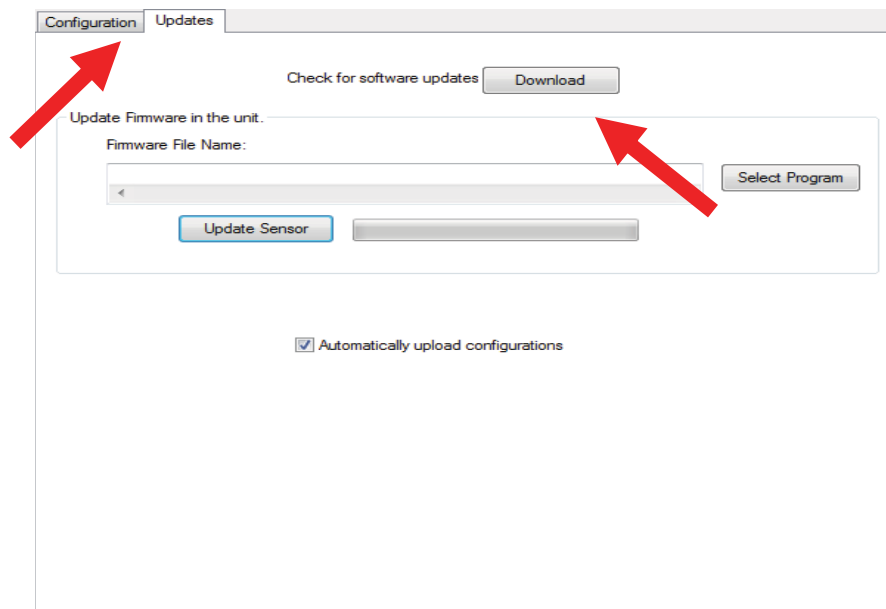 Configuration Updates
Check for software updates Download
Update Firmware in the unit.
Firmware File Name:
Select Program
Update Sensor
Automatically upload configurations